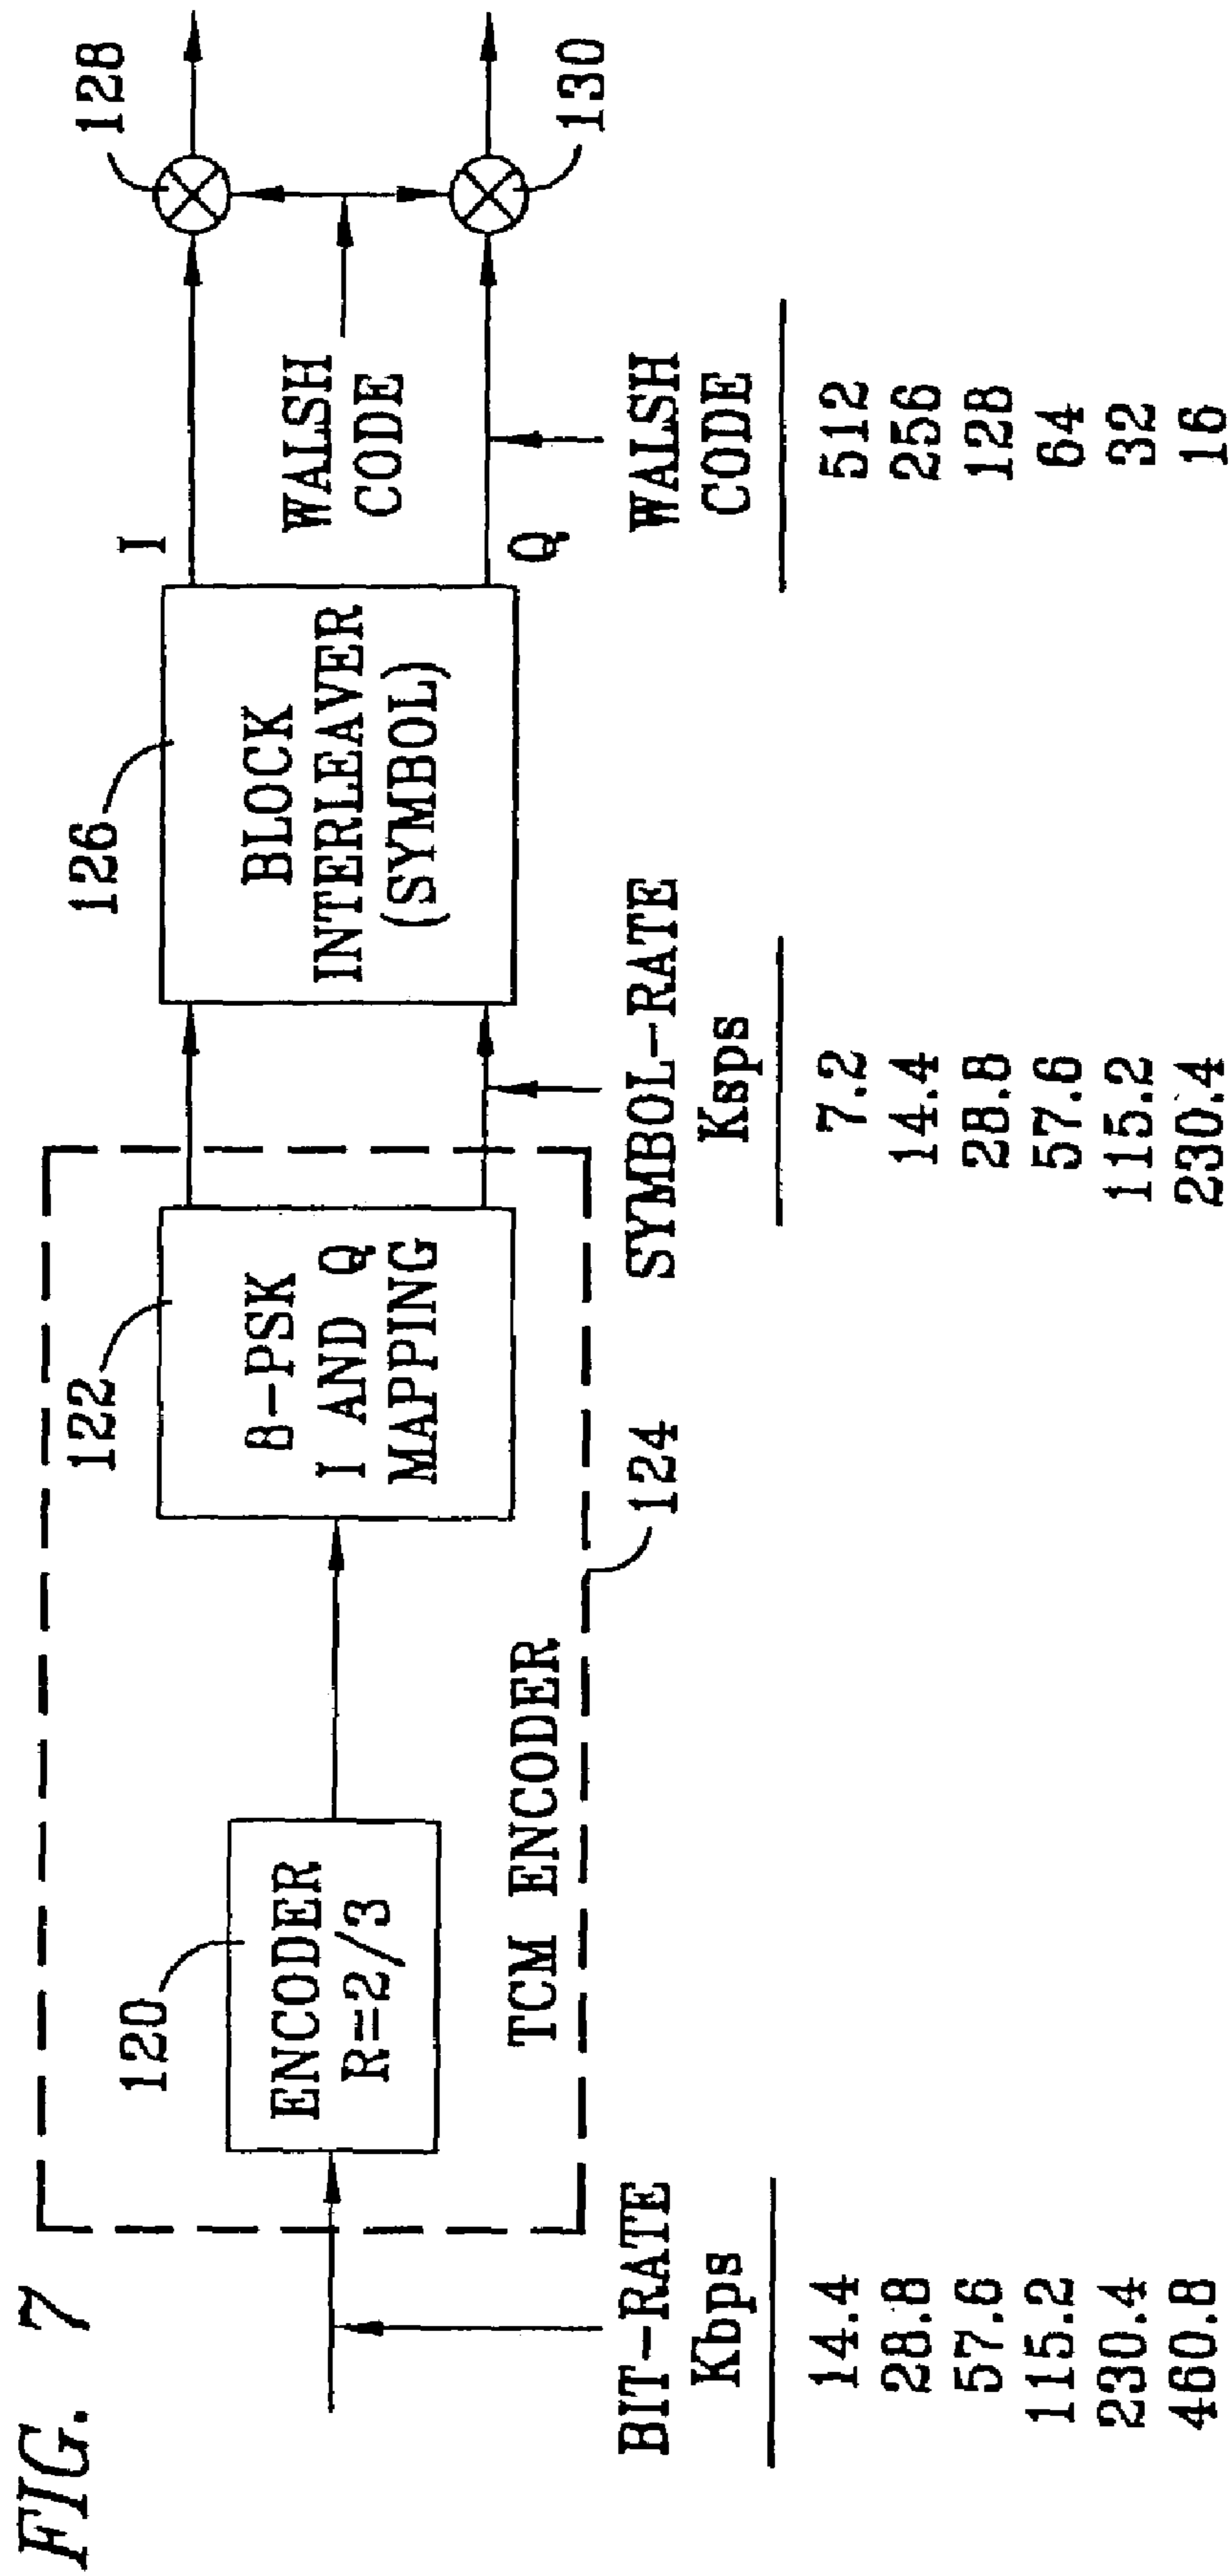 FIG. 7
120
ENCODER
R=2/3
TCM ENCODER
124
122
8-PSK
I AND Q
MAPPING
126
BLOCK
INTERLEAVER
(SYMBOL)
I
Q
WALSH
CODE
128
130
BIT-RATE
Kbps
14.4
28.8
57.6
115.2
230.4
460.8
SYMBOL-RATE
Ksps
7.2
14.4
28.8
57.6
115.2
230.4
WALSH
CODE
512
256
128
64
32
16